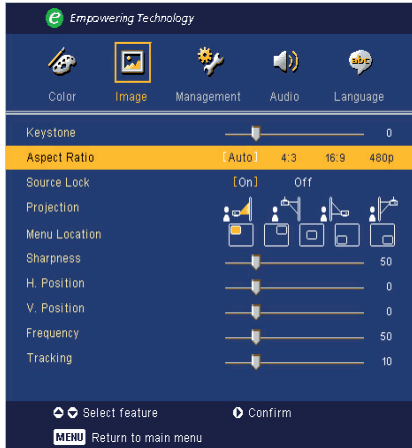 e Empowering Technology
abc
Color Image Management Audio Language
Keystone 0
Aspect Ratio [Auto] 4:3 16:9 480p
Source Lock [On] Off
Projection
Menu Location
Sharpness 50
H. Position 0
V. Position 0
Frequency 50
Tracking 10
Select feature Confirm
MENU Return to main menu